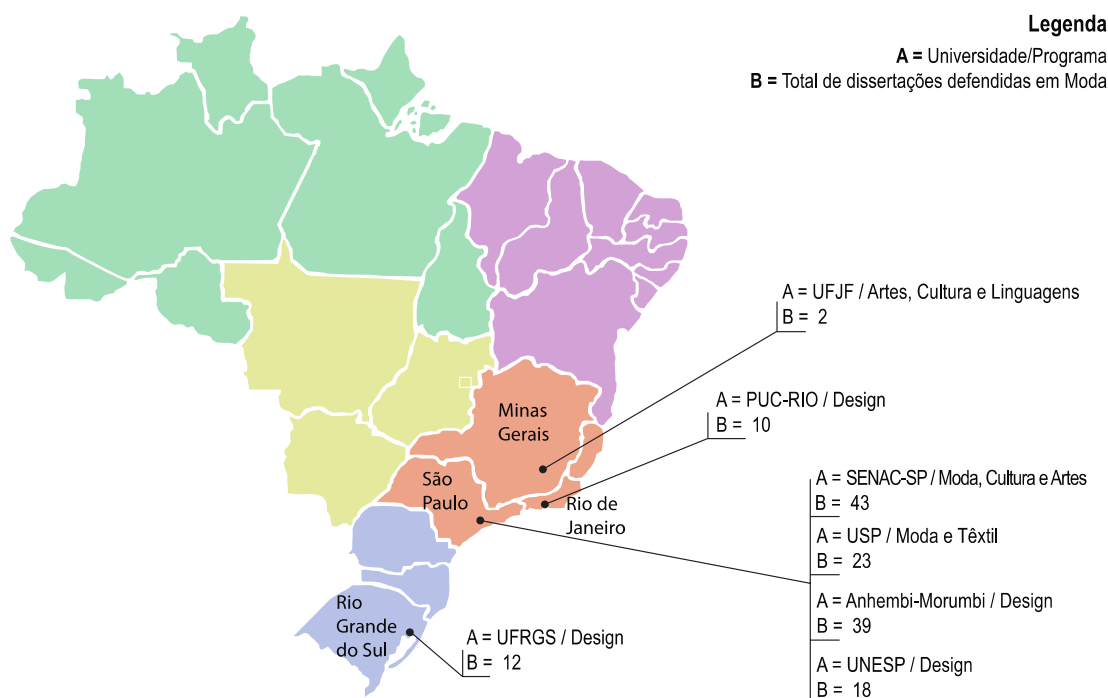 Legenda
A = Universidade/Programa
B = Total de dissertações defendidas em Moda
A = UFJF / Artes, Cultura e Linguagens
B = 2
A = PUC-RIO / Design
B = 10
Minas
Gerais
São
Paulo
Rio de
Janeiro
A = SENAC-SP / Moda, Cultura e Artes
B = 43
A = USP / Moda e Têxtil
B = 23
A = Anhembi-Morumbi / Design
B = 39
A = UNESP / Design
B = 18
Rio
Grande
do Sul
A = UFRGS / Design
B = 12